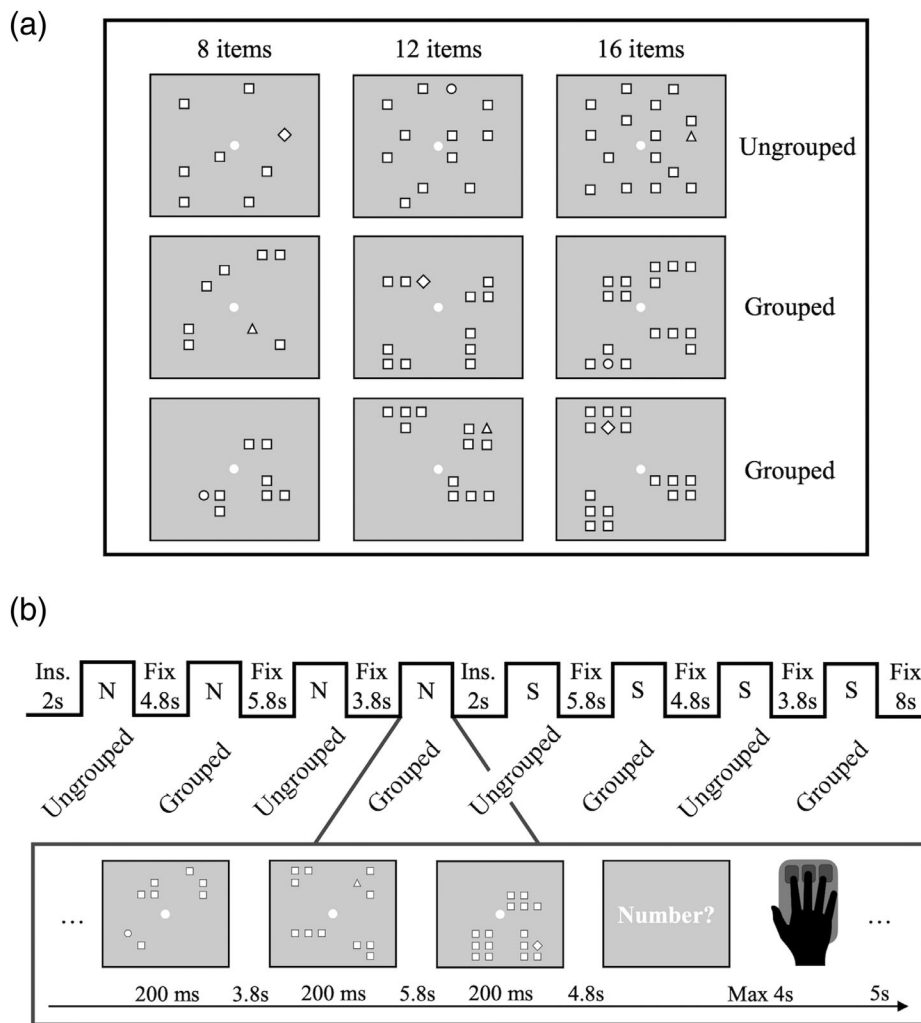 (a)
8 items 12 items 16 items
Ungrouped
Grouped
Grouped
(b)
Ins. Fix Fix Fix Ins. Fix Fix Fix Fix
2s N 4.8s N 5.8s N 3.8s N 2s S 5.8s S 4.8s S 3.8s S 8s
Ungrouped Grouped Ungrouped Grouped Ungrouped Grouped Ungrouped Grouped
... Number? ...
200 ms 3.8s 200 ms 5.8s 200 ms 4.8s Max 4s 5s